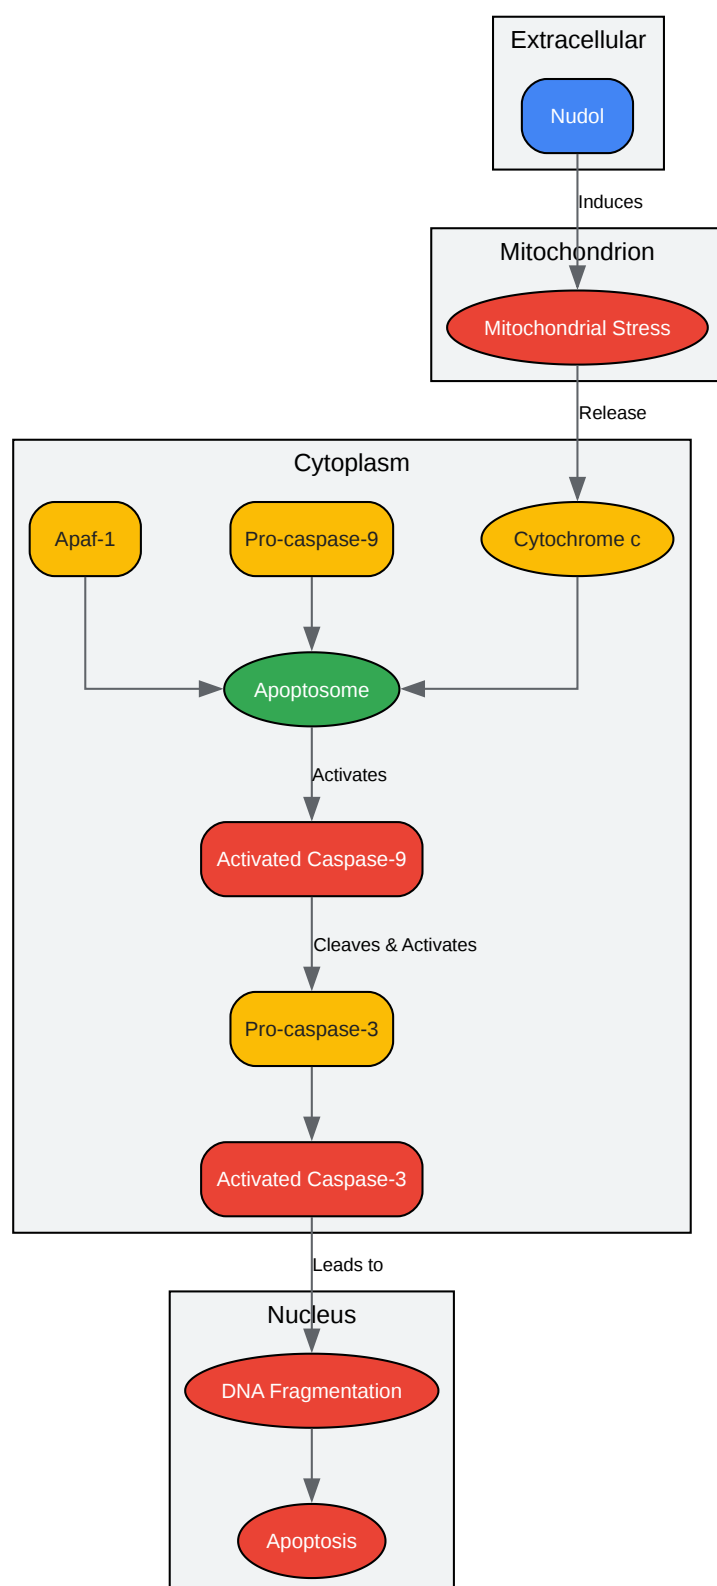 Extracellular
Nudol
Induces
Mitochondrion
Mitochondrial Stress
Release
Cytoplasm
Apaf-1
Pro-caspase-9
Cytochrome c
Apoptosome
Activates
Activated Caspase-9
Cleaves & Activates
Pro-caspase-3
Activated Caspase-3
Leads to
Nucleus
DNA Fragmentation
Apoptosis